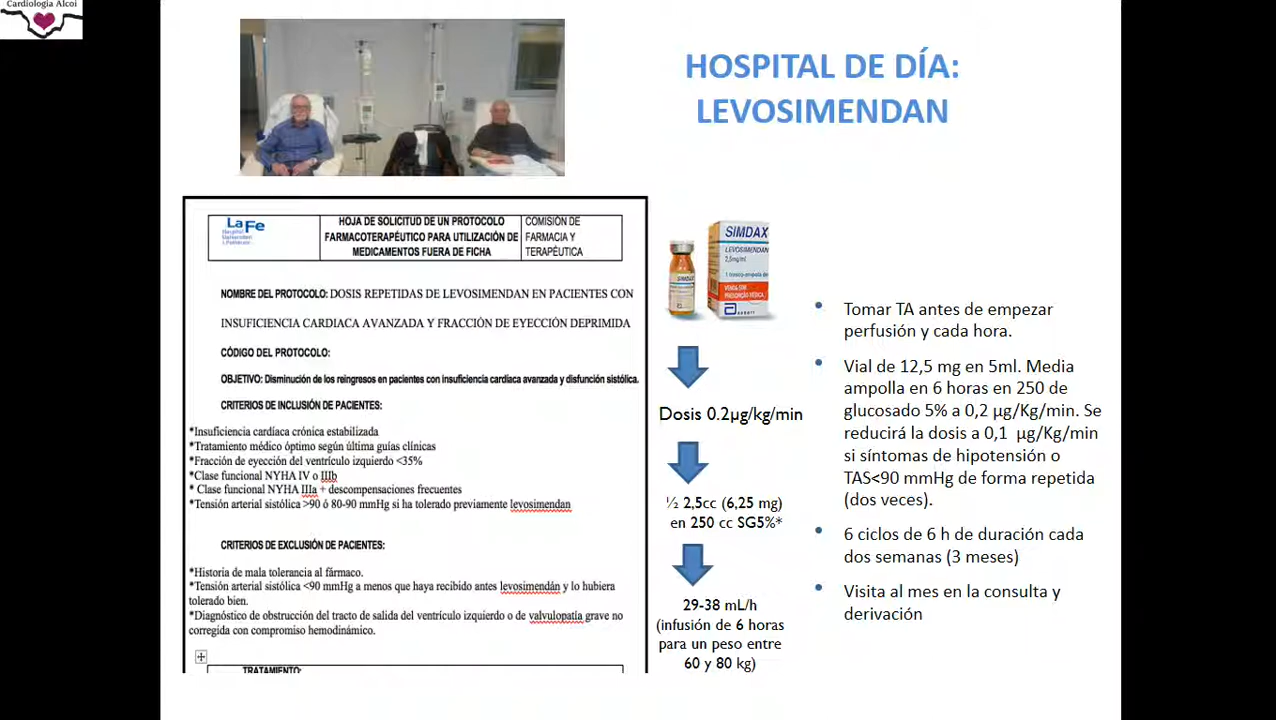 Cardiología Alcoi
HOSPITAL DE DÍA:
LEVOSIMENDAN
La Fe
HOJA DE SOLICITUD DE UN PROTOCOLO
FARMACOTERAPÉUTICO PARA UTILIZACIÓN DE
MEDICAMENTOS FUERA DE FICHA
COMISIÓN DE
FARMACIA Y
TERAPÉUTICA
NOMBRE DEL PROTOCOLO: DOSIS REPETIDAS DE LEVOSIMENDAN EN PACIENTES CON
INSUFICIENCIA CARDIACA AVANZADA Y FRACCIÓN DE EYECCIÓN DEPRIMIDA
CÓDIGO DEL PROTOCOLO:
OBJETIVO: Disminución de los reingresos en pacientes con insuficiencia cardíaca avanzada y disfunción sistólica.
CRITERIOS DE INCLUSIÓN DE PACIENTES:
*Insuficiencia cardíaca crónica estabilizada
*Tratamiento médico óptimo según última guías clínicas
*Fracción de eyección del ventrículo izquierdo <35%
*Clase funcional NYHA IV o IIIb
* Clase funcional NYHA IIIa + descompensaciones frecuentes
*Tensión arterial sistólica >90 ó 80-90 mmHg si ha tolerado previamente levosimendan
CRITERIOS DE EXCLUSIÓN DE PACIENTES:
*Historia de mala tolerancia al fármaco.
*Tensión arterial sistólica <90 mmHg a menos que haya recibido antes levosimendán y lo hubiera
tolerado bien.
*Diagnóstico de obstrucción del tracto de salida del ventrículo izquierdo o de valvulopatía grave no
corregida con compromiso hemodinámico.
TRATAMIENTO:
SIMDAX
SIMDAX
LEVOSIMENDAN
2,5mg/ml
VENDA SOB
PRESCRIÇÃO MÉDICA
Abbott
Dosis 0.2µg/kg/min
½ 2,5cc (6,25 mg)
en 250 cc SG5%*
29-38 mL/h
(infusión de 6 horas
para un peso entre
60 y 80 kg)
• Tomar TA antes de empezar
perfusión y cada hora.
• Vial de 12,5 mg en 5ml. Media
ampolla en 6 horas en 250 de
glucosado 5% a 0,2 µg/Kg/min. Se
reducirá la dosis a 0,1 µg/Kg/min
si síntomas de hipotensión o
TAS<90 mmHg de forma repetida
(dos veces).
• 6 ciclos de 6 h de duración cada
dos semanas (3 meses)
• Visita al mes en la consulta y
derivación